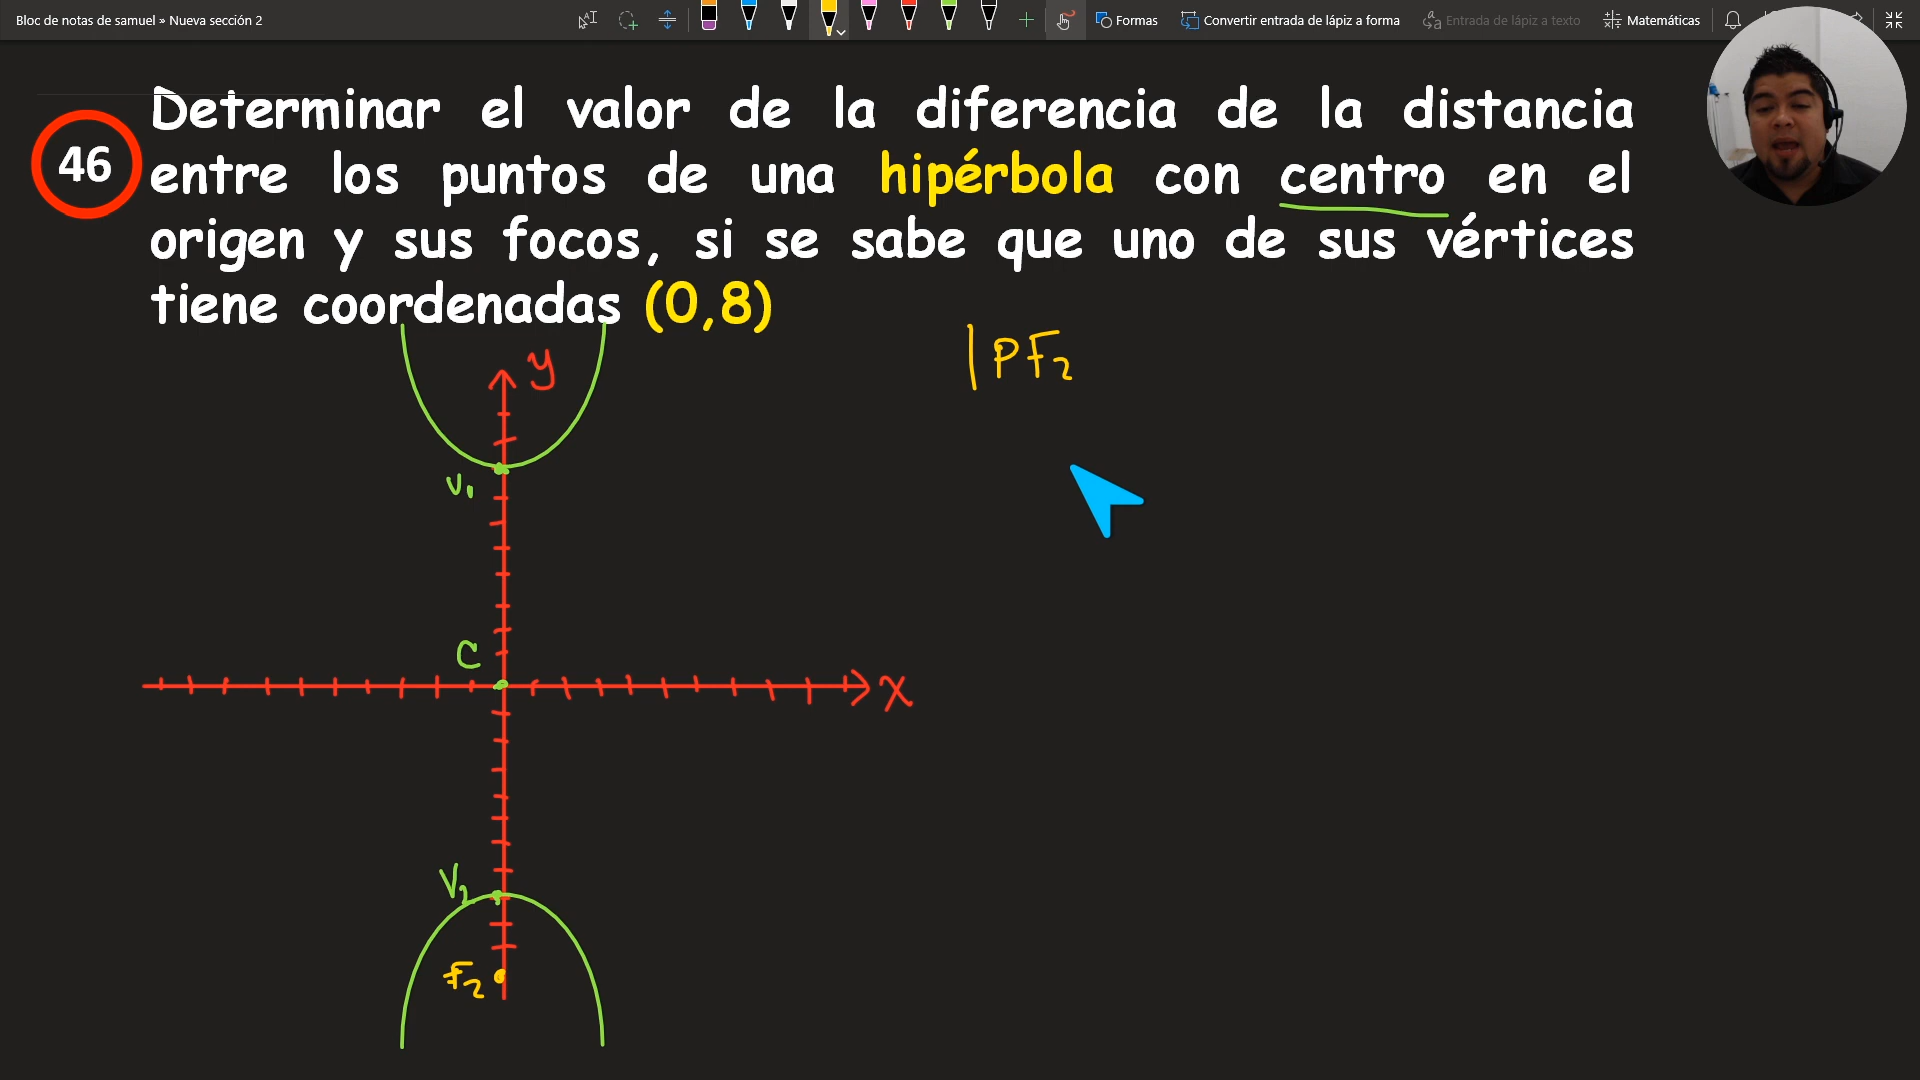 Bloc de notas de samuel » Nueva sección 2
Formas
Convertir entrada de lápiz a forma
Entrada de lápiz a texto
Matemáticas
46
Determinar el valor de la diferencia de la distancia
entre los puntos de una hipérbola con centro en el
origen y sus focos, si se sabe que uno de sus vértices
tiene coordenadas (0,8)
|PF₂
y
V₁
C
x
V₂
F₂